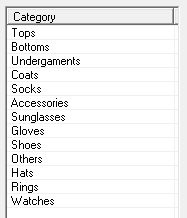 Category
Tops
Bottoms
Undergaments
Coats
Socks
Accessories
Sunglasses
Gloves
Shoes
Others
Hats
Rings
Watches